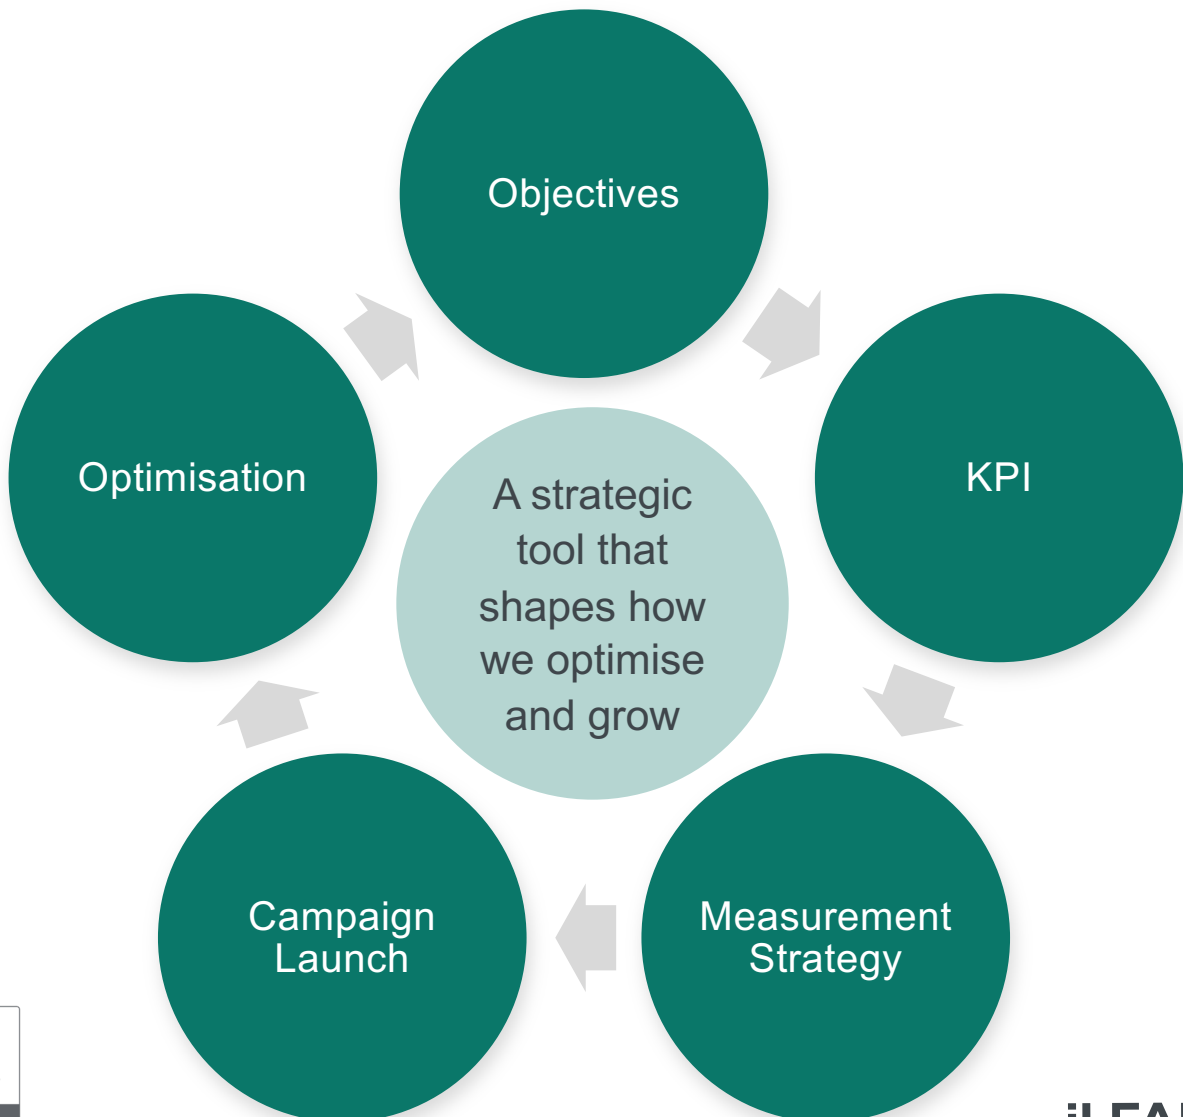 Objectives
KPI
Measurement
Strategy
Campaign
Launch
Optimisation
A strategic
tool that
shapes how
we optimise
and grow